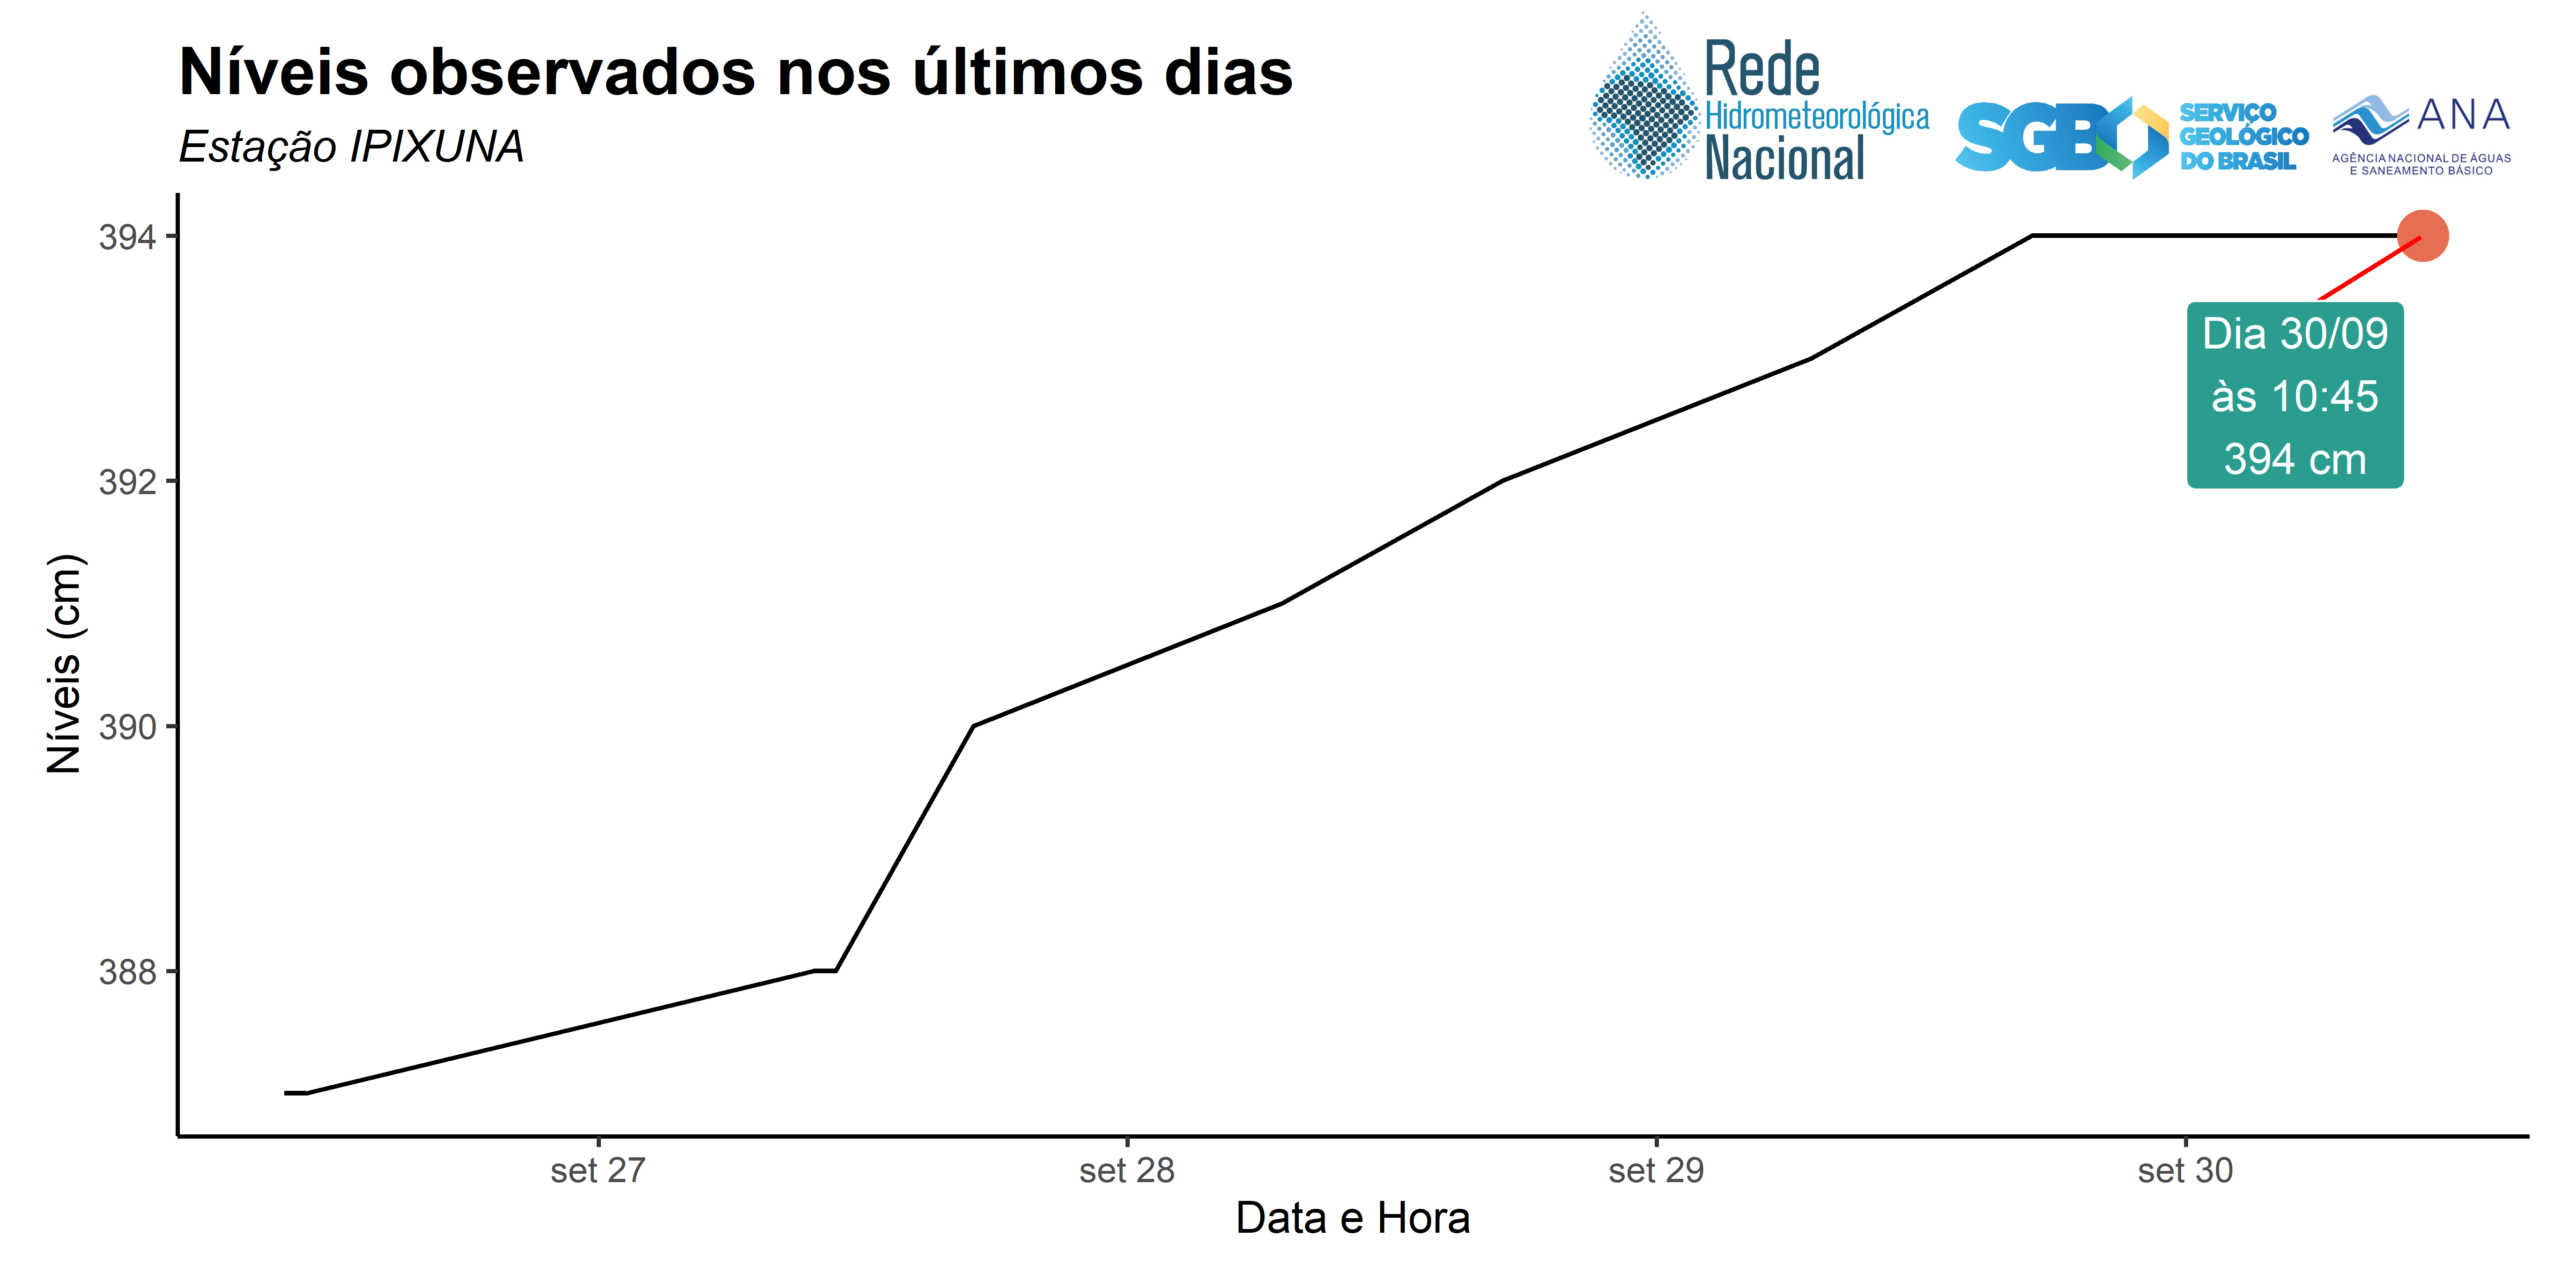 Níveis observados nos últimos dias
Estação IPIXUNA
Rede
Hidrometeorológica
Nacional
SGB
SERVIÇO
GEOLÓGICO
DO BRASIL
ANA
AGÊNCIA NACIONAL DE ÁGUAS
E SANEAMENTO BÁSICO
394
392
390
388
Níveis (cm)
Dia 30/09
às 10:45
394 cm
set 27
set 28
set 29
set 30
Data e Hora